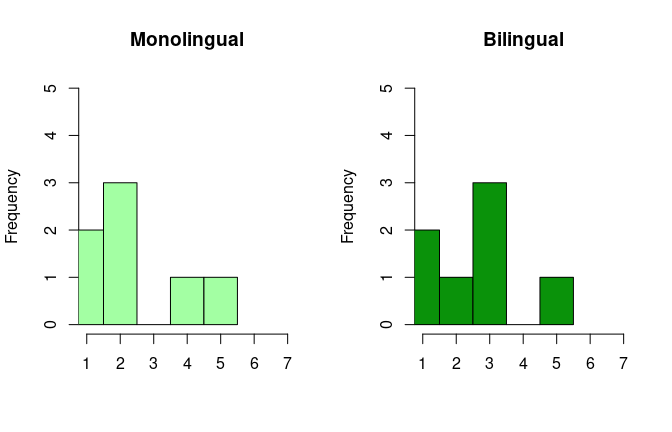 Monolingual
Frequency
0 1 2 3 4 5
1 2 3 4 5 6 7
Bilingual
Frequency
0 1 2 3 4 5
1 2 3 4 5 6 7